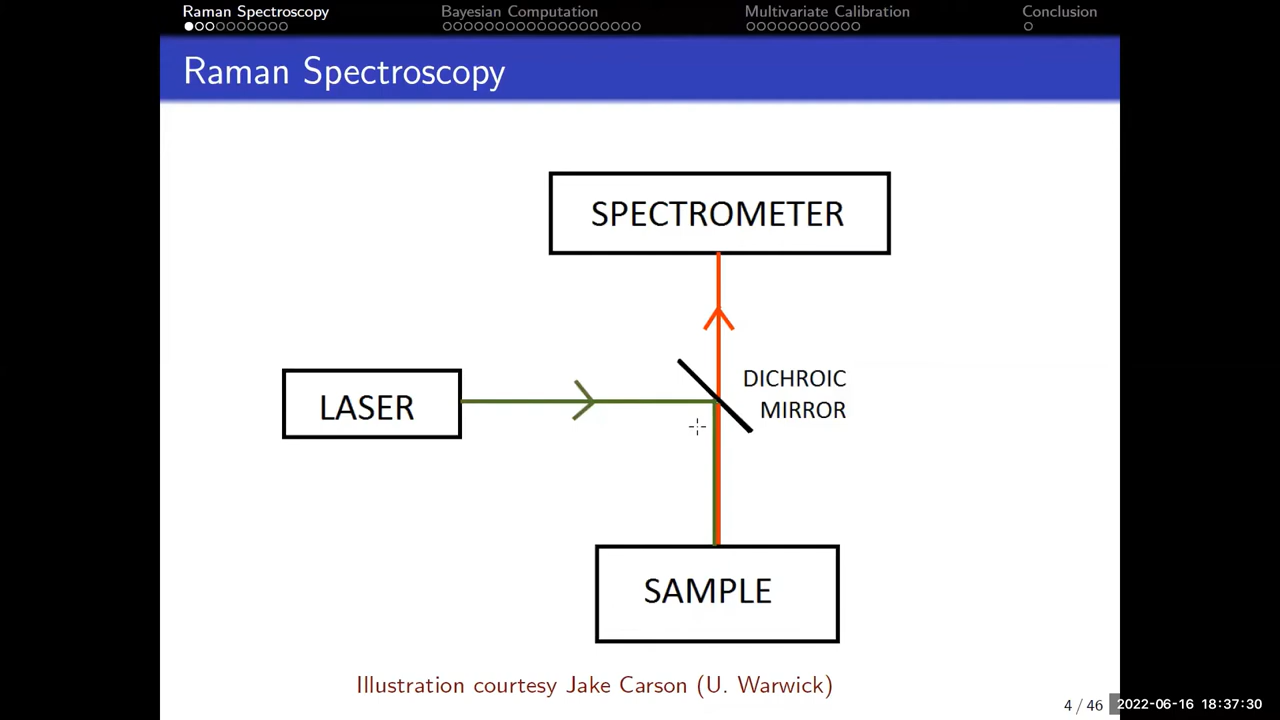 Raman Spectroscopy Bayesian Computation Multivariate Calibration Conclusion
Raman Spectroscopy
SPECTROMETER
DICHROIC
MIRROR
LASER
SAMPLE
Illustration courtesy Jake Carson (U. Warwick)
4 / 46 2022-06-16 18:37:30